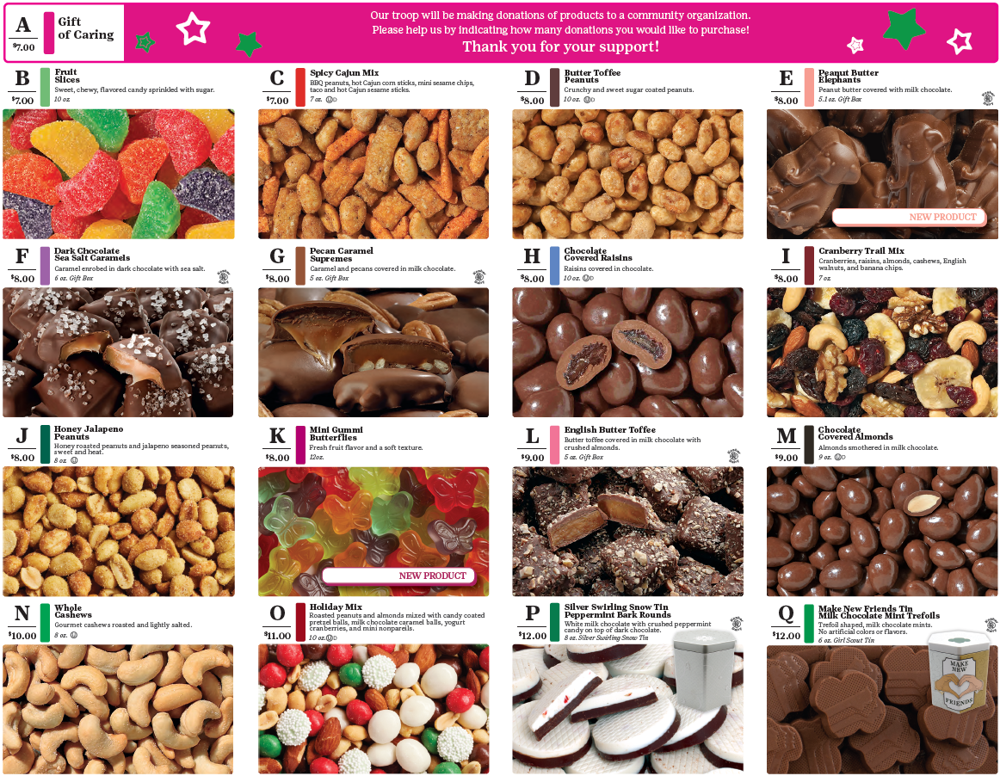 A
$7.00
Gift
of Caring
Our troop will be making donations of products to a community organization.
Please help us by indicating how many donations you would like to purchase!
Thank you for your support!
B
$7.00
Fruit
Slices
Sweet, chewy, flavored candy sprinkled with sugar.
10 oz
C
$7.00
Spicy Cajun Mix
BBQ peanuts, hot Cajun corn sticks, mini sesame chips,
taco and hot Cajun sesame sticks.
7 oz. UD
D
$8.00
Butter Toffee
Peanuts
Crunchy and sweet sugar coated peanuts.
10 oz. UD
E
$8.00
Peanut Butter
Elephants
Peanut butter covered with milk chocolate.
5.1 oz. Gift Box
NEW PRODUCT
F
$8.00
Dark Chocolate
Sea Salt Caramels
Caramel enrobed in dark chocolate with sea salt.
6 oz. Gift Box
G
$8.00
Pecan Caramel
Supremes
Caramel and pecans covered in milk chocolate.
5 oz. Gift Box
H
$8.00
Chocolate
Covered Raisins
Raisins covered in chocolate.
10 oz. UD
I
$8.00
Cranberry Trail Mix
Cranberries, raisins, almonds, cashews, English
walnuts, and banana chips.
7 oz
J
$8.00
Honey Jalapeno
Peanuts
Honey roasted peanuts and jalapeno seasoned peanuts,
sweet and heat.
8 oz U
K
$8.00
Mini Gummi
Butterflies
Fresh fruit flavor and a soft texture.
12oz.
NEW PRODUCT
L
$9.00
English Butter Toffee
Butter toffee covered in milk chocolate with
crushed almonds.
5 oz. Gift Box
M
$9.00
Chocolate
Covered Almonds
Almonds smothered in milk chocolate.
9 oz. UD
N
$10.00
Whole
Cashews
Gourmet cashews roasted and lightly salted.
8 oz. U
O
$11.00
Holiday Mix
Roasted peanuts and almonds mixed with candy coated
pretzel balls, milk chocolate caramel balls, yogurt
cranberries, and mini nonpareils.
10 oz. UD
P
$12.00
Silver Swirling Snow Tin
Peppermint Bark Rounds
White milk chocolate with crushed peppermint
candy on top of dark chocolate.
8 oz. Silver Swirling Snow Tin
Q
$12.00
Make New Friends Tin
Milk Chocolate Mint Trefoils
Trefoil shaped, milk chocolate mints.
No artificial colors or flavors.
6 oz. Girl Scout Tin
MAKE
NEW
FRIENDS